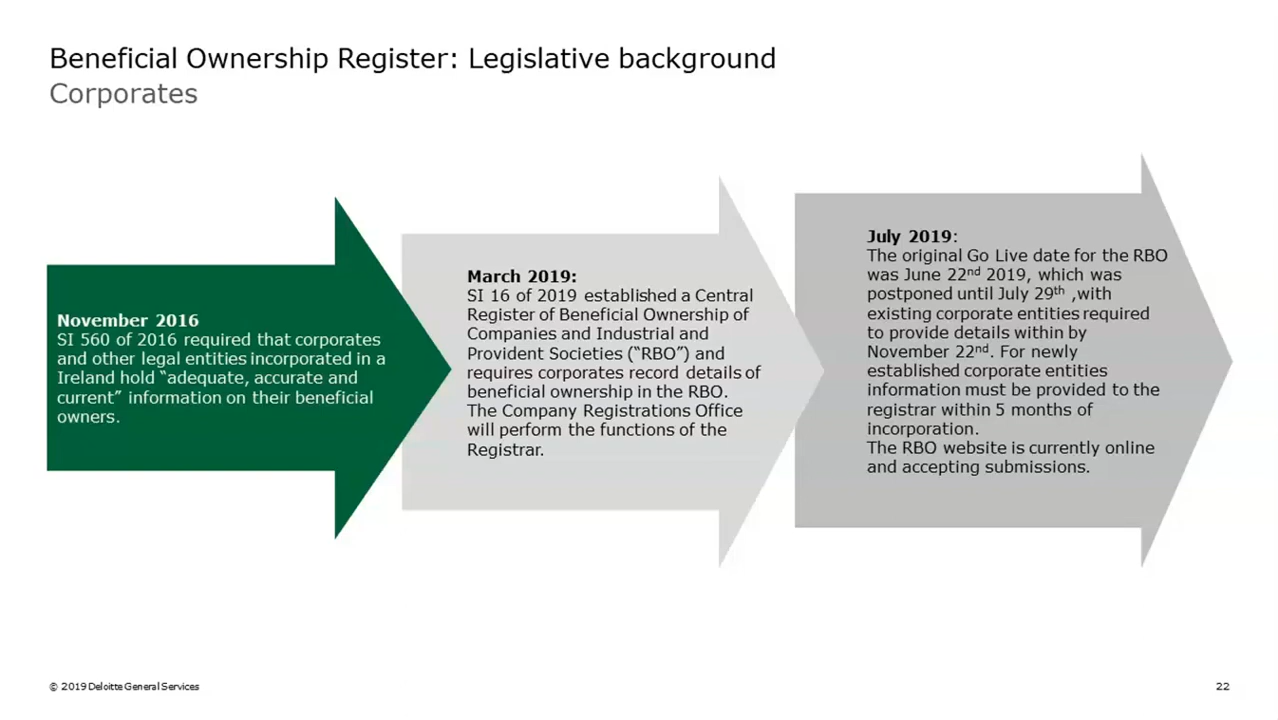 Beneficial Ownership Register: Legislative background
Corporates
November 2016
SI 560 of 2016 required that corporates
and other legal entities incorporated in a
Ireland hold “adequate, accurate and
current” information on their beneficial
owners.
March 2019:
SI 16 of 2019 established a Central
Register of Beneficial Ownership of
Companies and Industrial and
Provident Societies (“RBO”) and
requires corporates record details of
beneficial ownership in the RBO.
The Company Registrations Office
will perform the functions of the
Registrar.
July 2019:
The original Go Live date for the RBO
was June 22nd 2019, which was
postponed until July 29th ,with
existing corporate entities required
to provide details within by
November 22nd. For newly
established corporate entities
information must be provided to the
registrar within 5 months of
incorporation.
The RBO website is currently online
and accepting submissions.
© 2019 Deloitte General Services
22